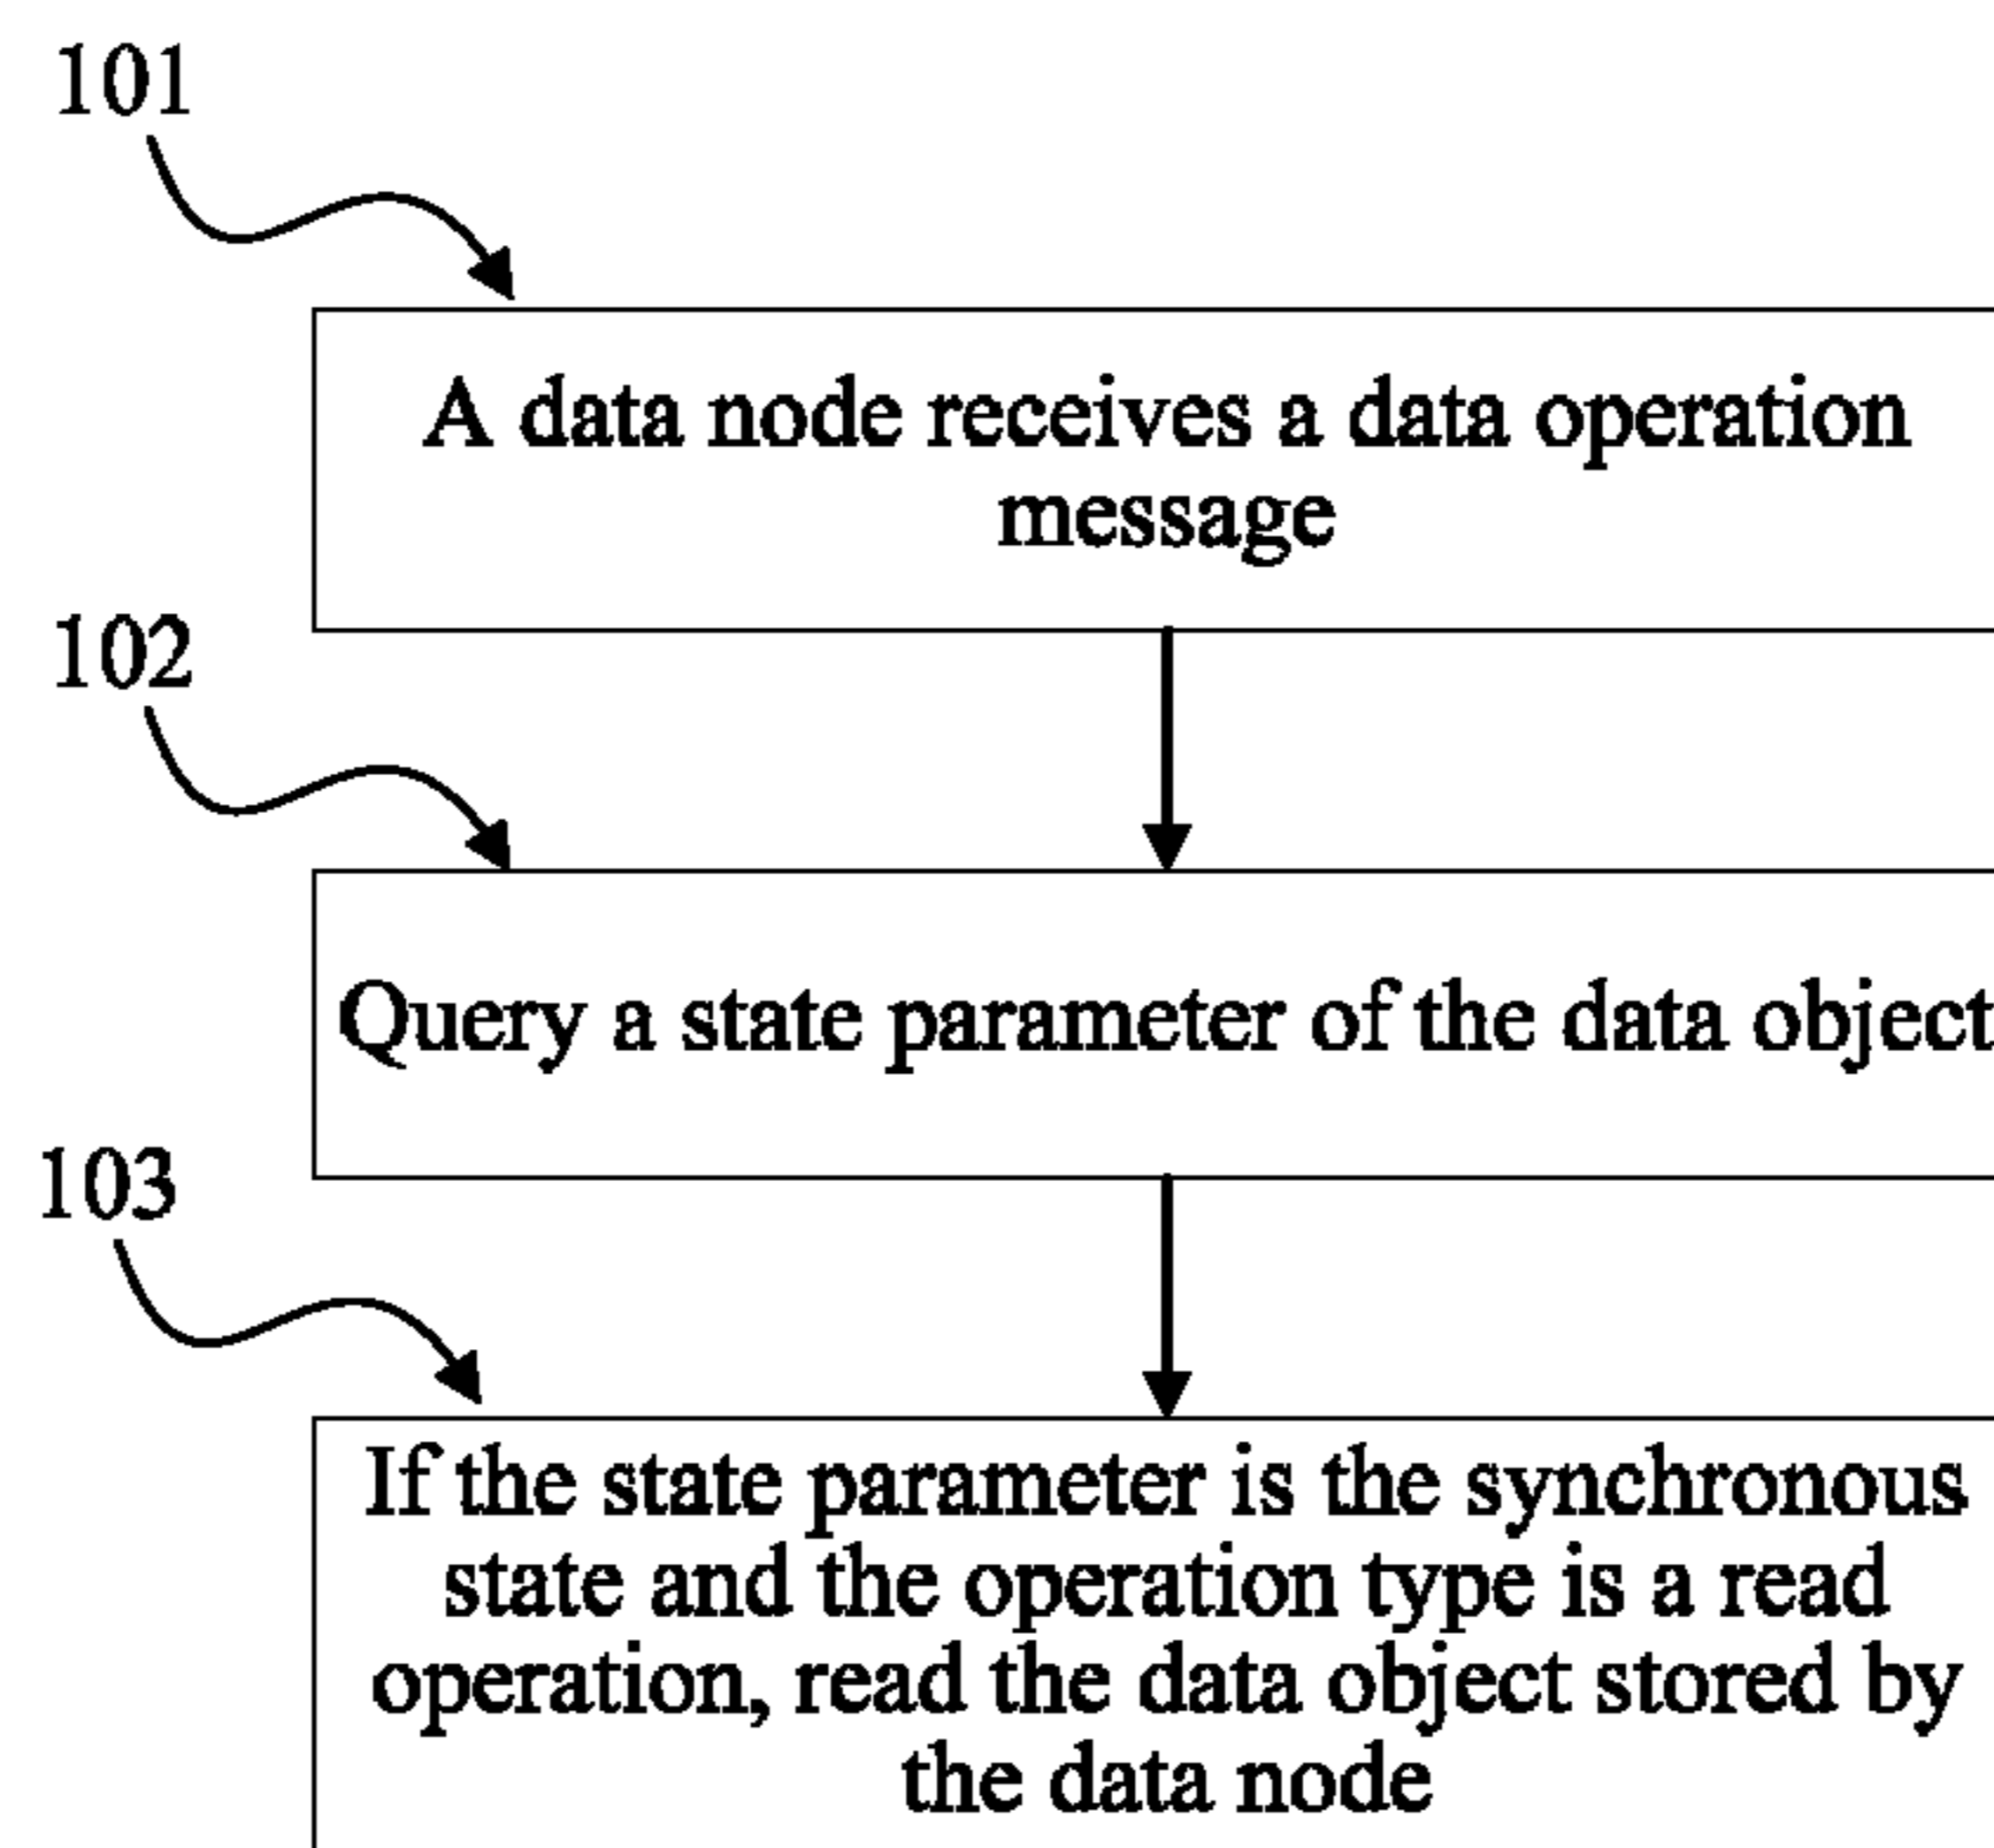 101
A data node receives a data operation
message
102
Query a state parameter of the data object
103
If the state parameter is the synchronous
state and the operation type is a read
operation, read the data object stored by
the data node